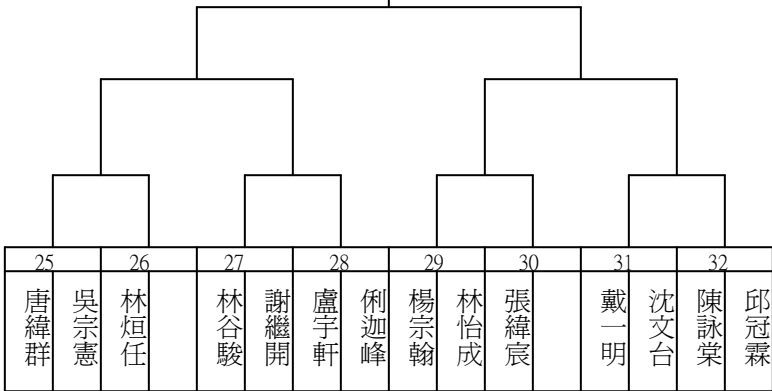 25 26 27 28 29 30 31 32
唐緯群
吳宗憲
林烜任
林谷駿
謝繼開
盧宇軒
俐迦峰
楊宗翰
林怡成
張緯宸
戴一明
沈文台
陳詠棠
邱冠霖